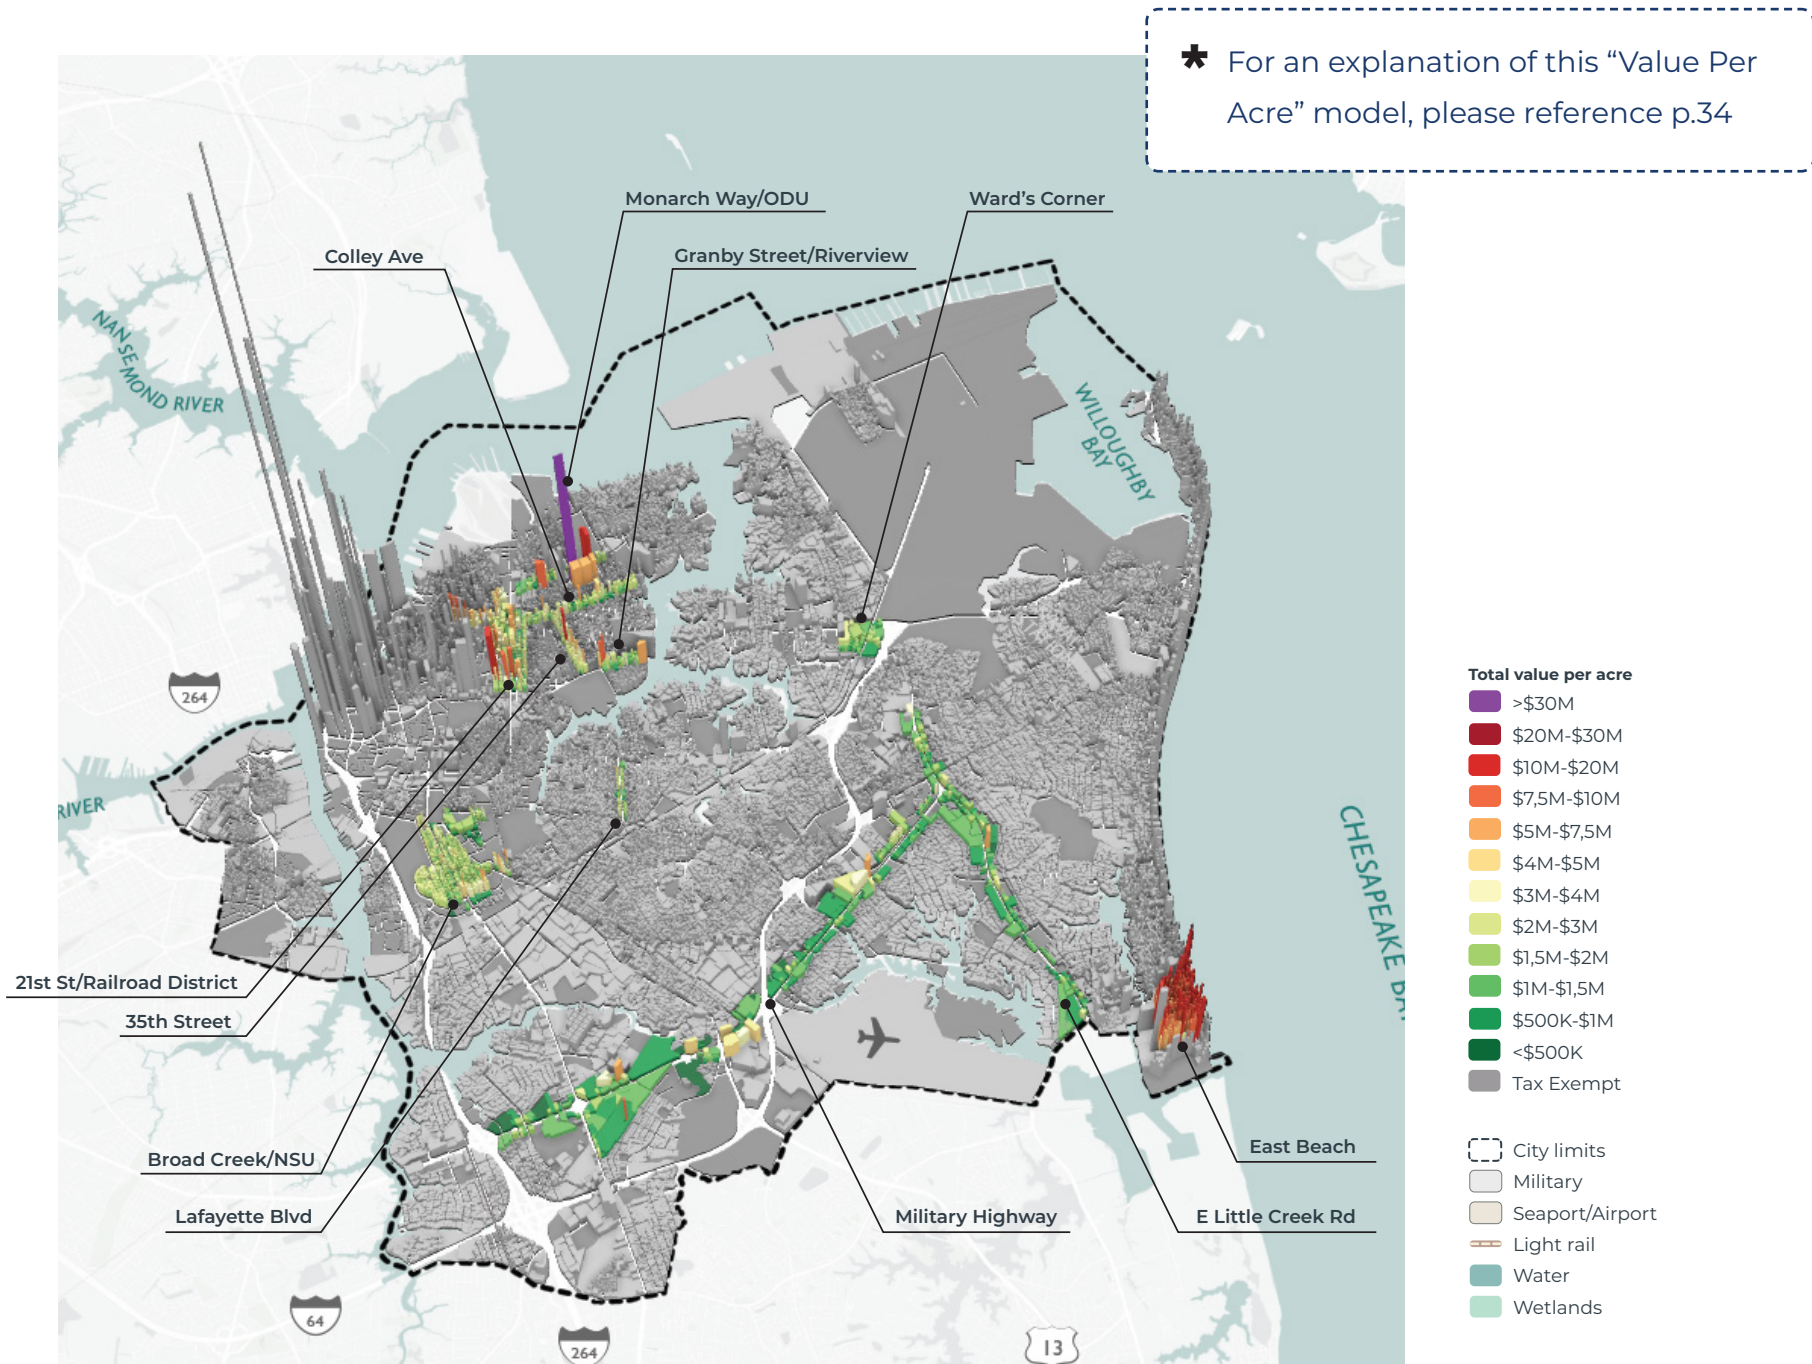 * For an explanation of this “Value Per
Acre” model, please reference p.34
Monarch Way/ODU
Ward’s Corner
Colley Ave
Granby Street/Riverview
NANSEMOND RIVER
WILLOUGHBY
BAY
264
RIVER
CHESAPEAKE BAY
21st St/Railroad District
35th Street
Broad Creek/NSU
Lafayette Blvd
Military Highway
East Beach
E Little Creek Rd
64
264
13
Total value per acre
>$30M
$20M-$30M
$10M-$20M
$7,5M-$10M
$5M-$7,5M
$4M-$5M
$3M-$4M
$2M-$3M
$1,5M-$2M
$1M-$1,5M
$500K-$1M
<$500K
Tax Exempt
City limits
Military
Seaport/Airport
Light rail
Water
Wetlands